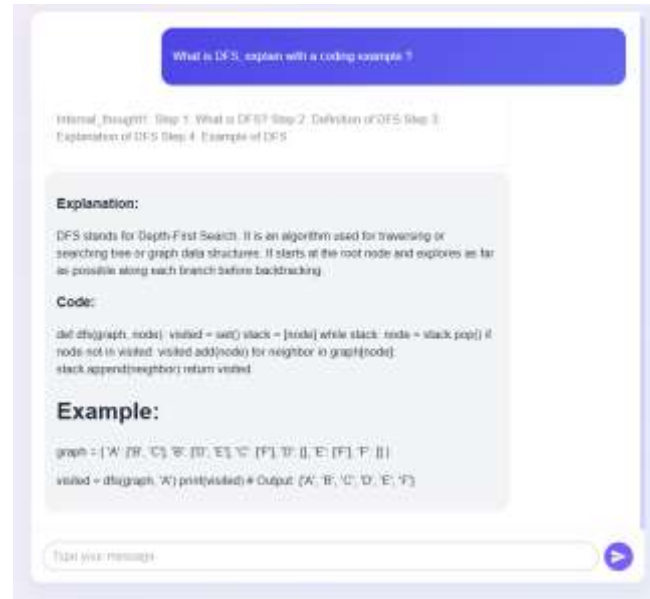 What is DFS, explain with a coding example ?
Internal_thought1: Step 1: What is DFS? Step 2: Definition of DFS Step 3:
Explanation of DFS Step 4: Example of DFS
Explanation:
DFS stands for Depth-First Search. It is an algorithm used for traversing or
searching tree or graph data structures. It starts at the root node and explores as far
as possible along each branch before backtracking.
Code:
def dfs(graph, node): visited = set() stack = [node] while stack: node = stack.pop() if
node not in visited: visited.add(node) for neighbor in graph[node]:
stack.append(neighbor) return visited
Example:
graph = { 'A': ['B', 'C'], 'B': ['D', 'E'], 'C': ['F'], 'D': [], 'E': ['F'], 'F': [] }
visited = dfs(graph, 'A') print(visited) # Output: {'A', 'B', 'C', 'D', 'E', 'F'}
Type your message